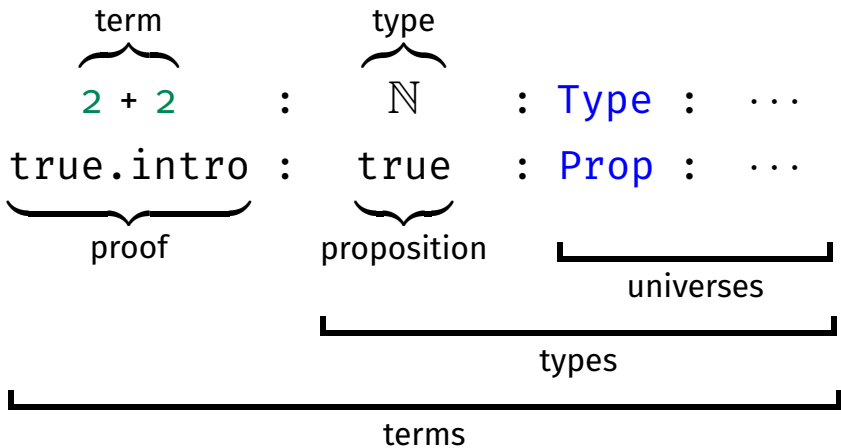 term type
2 + 2 : ℕ : Type : ···
true.intro : true : Prop : ···
proof proposition
universes
types
terms